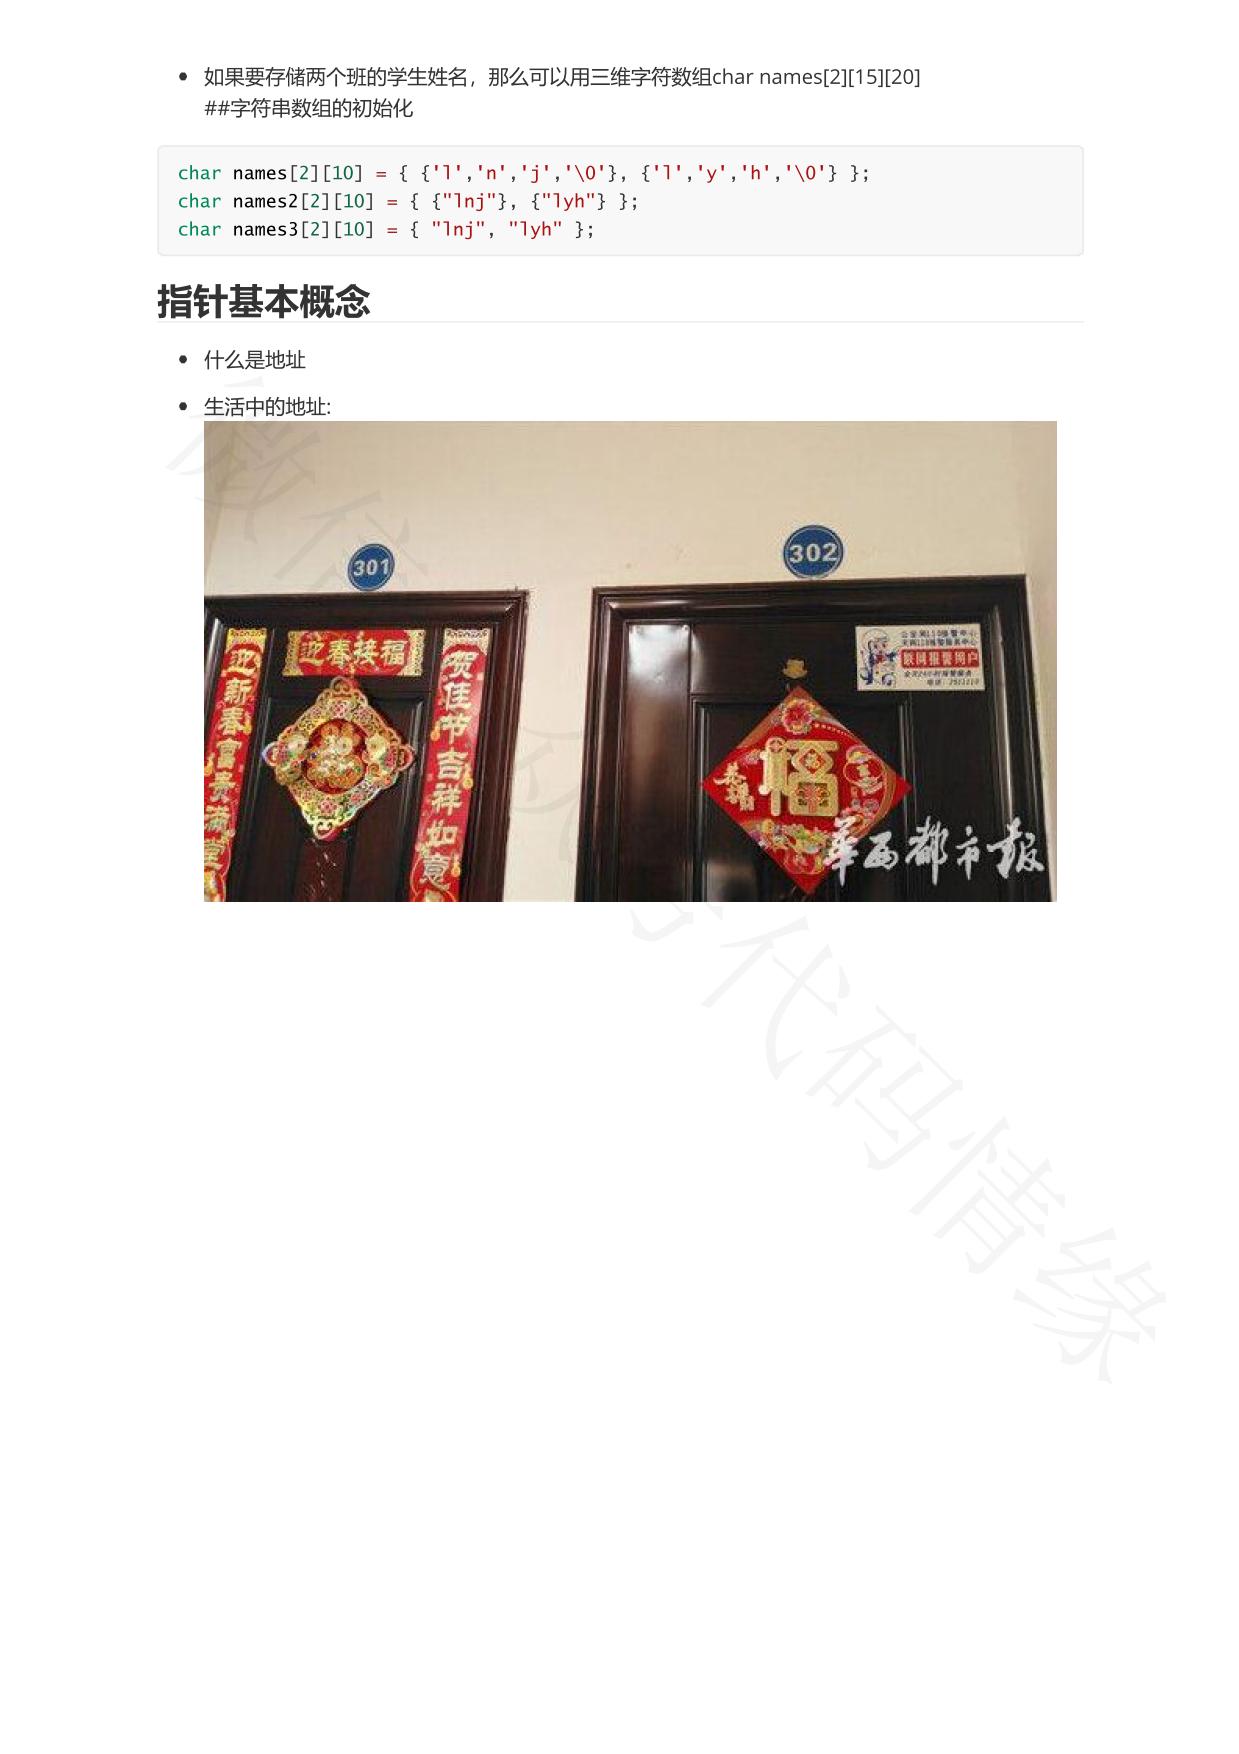 如果要存储两个班的学生姓名，那么可以用三维字符数组char names[2][15][20]
##字符串数组的初始化
char names[2][10] = { {'l','n','j','\0'}, {'l','y','h','\0'} };
char names2[2][10] = { {"lnj"}, {"lyh"} };
char names3[2][10] = { "lnj", "lyh" };
指针基本概念
什么是地址
生活中的地址:
301
302
迎春接福
迎新春富贵满堂
贺佳节吉祥如意
联网报警用户
福
华西都市报
代码情缘